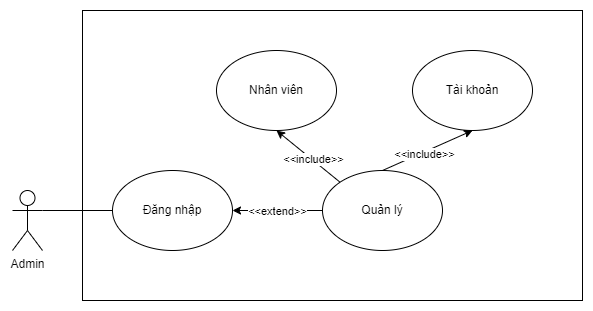 Nhân viên
Tài khoản
<<include>>
<<include>>
Đăng nhập
<<extend>>
Quản lý
Admin